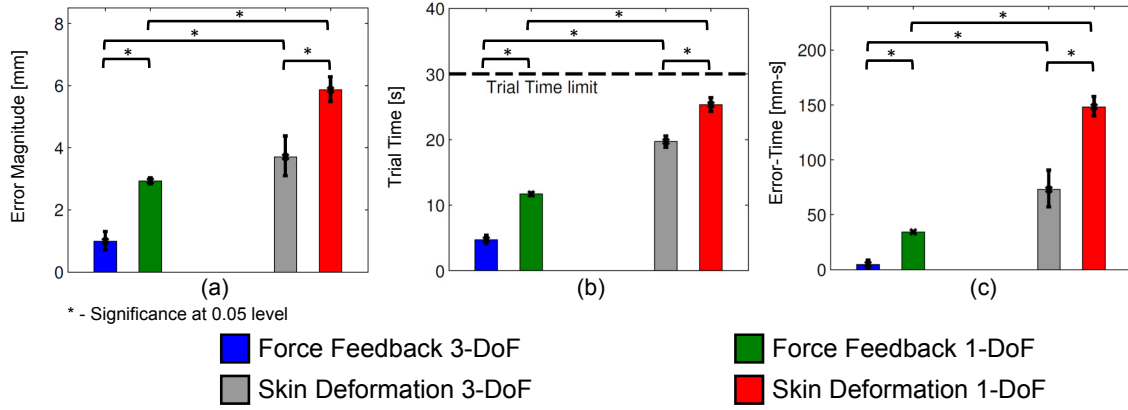 Error Magnitude [mm]
8
6
4
2
0
*
*
*
*
(a)
Trial Time [s]
40
30
20
10
0
*
*
*
*
Trial Time limit
(b)
Error-Time [mm-s]
200
150
100
50
0
*
*
*
*
(c)
* - Significance at 0.05 level
Force Feedback 3-DoF
Force Feedback 1-DoF
Skin Deformation 3-DoF
Skin Deformation 1-DoF